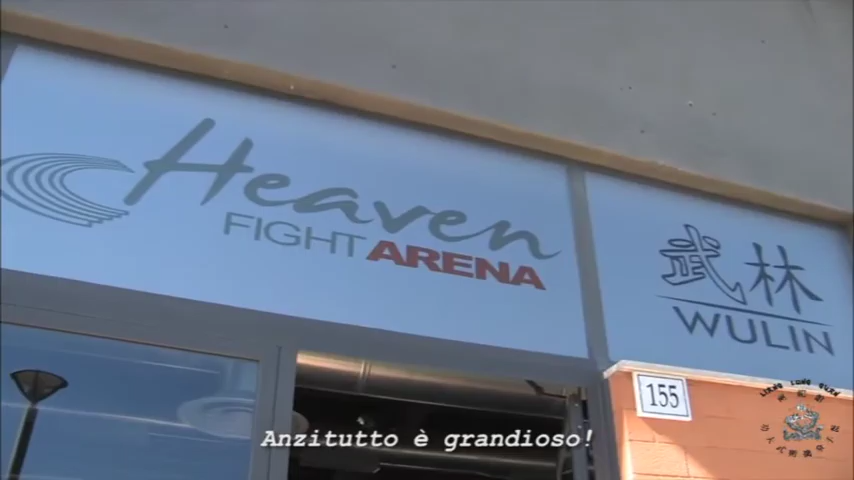 Heaven
FIGHT ARENA
武林
WULIN
155
Anzitutto è grandioso!